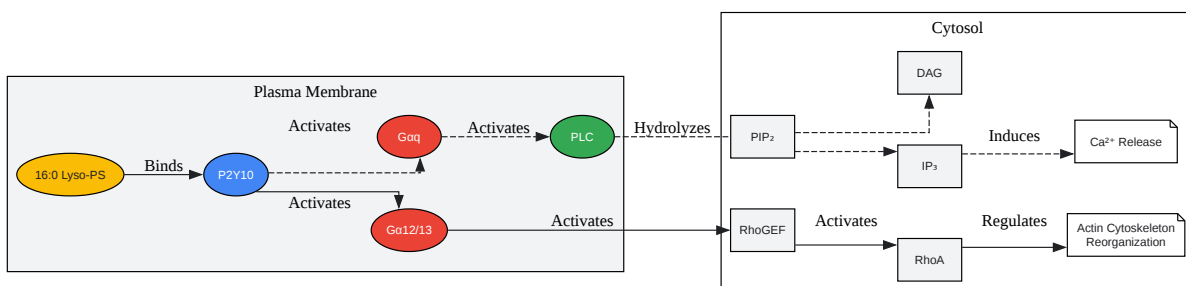 Cytosol
Plasma Membrane
DAG
Activates
Gαq
Activates
PLC
Hydrolyzes
PIP₂
Induces
Ca²⁺ Release
IP₃
16:0 Lyso-PS
Binds
P2Y10
Activates
Gα12/13
Activates
RhoGEF
Activates
RhoA
Regulates
Actin Cytoskeleton
Reorganization